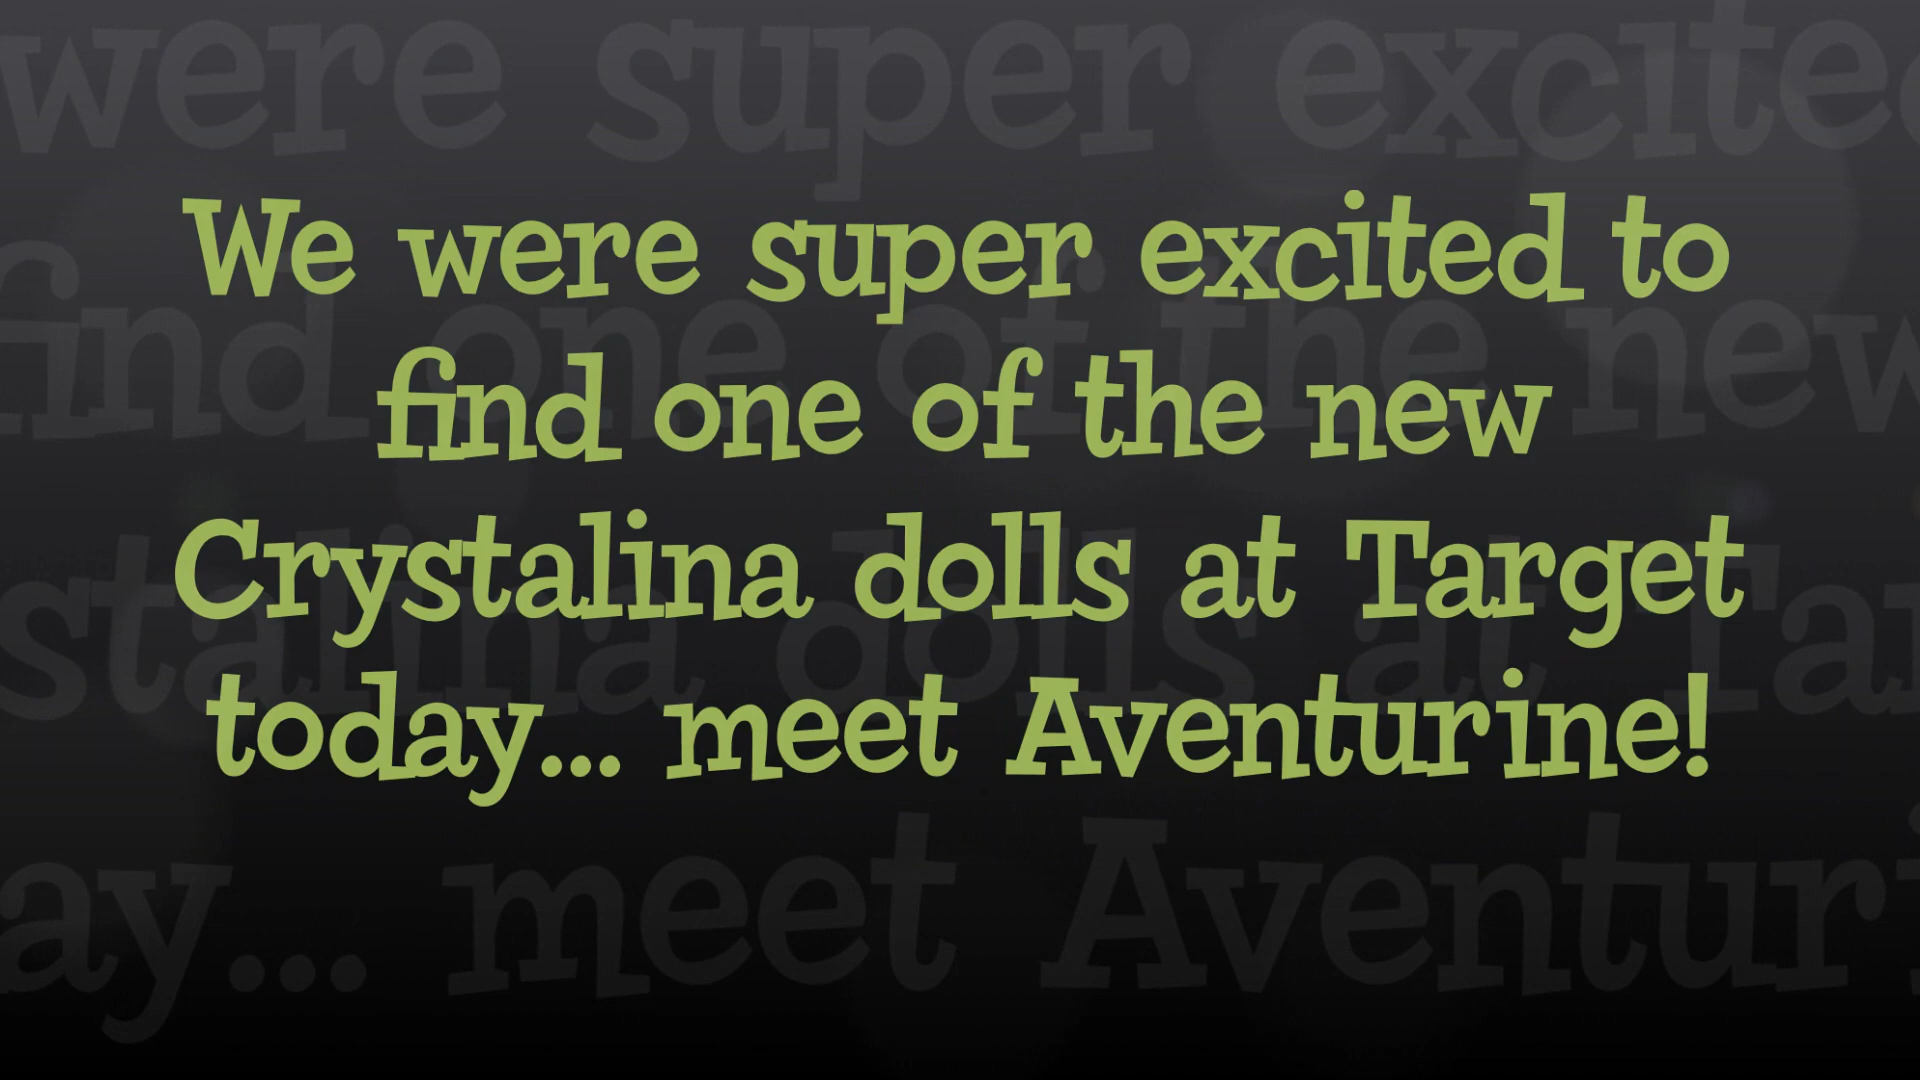 We were super excited to
find one of the new
Crystalina dolls at Target
today... meet Aventurine!